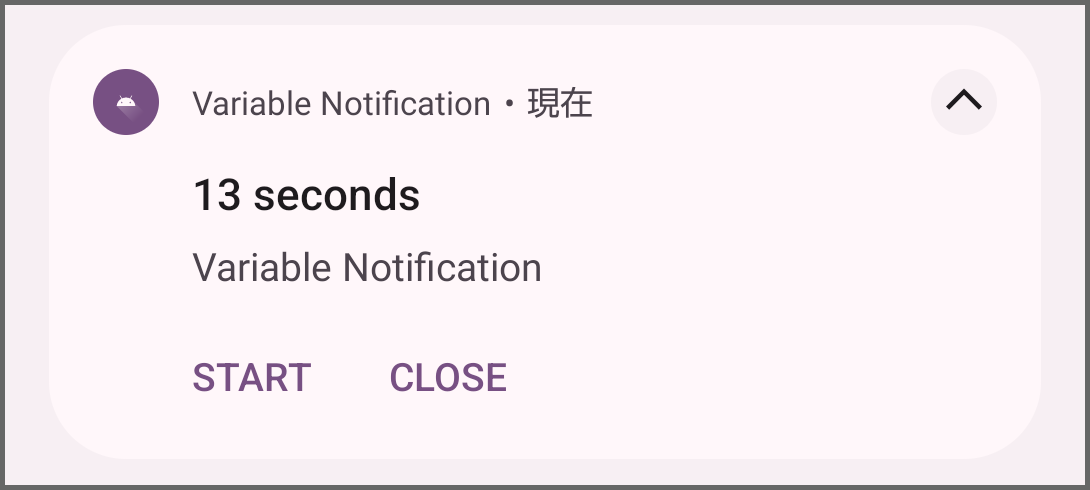 Variable Notification・現在
13 seconds
Variable Notification
START CLOSE